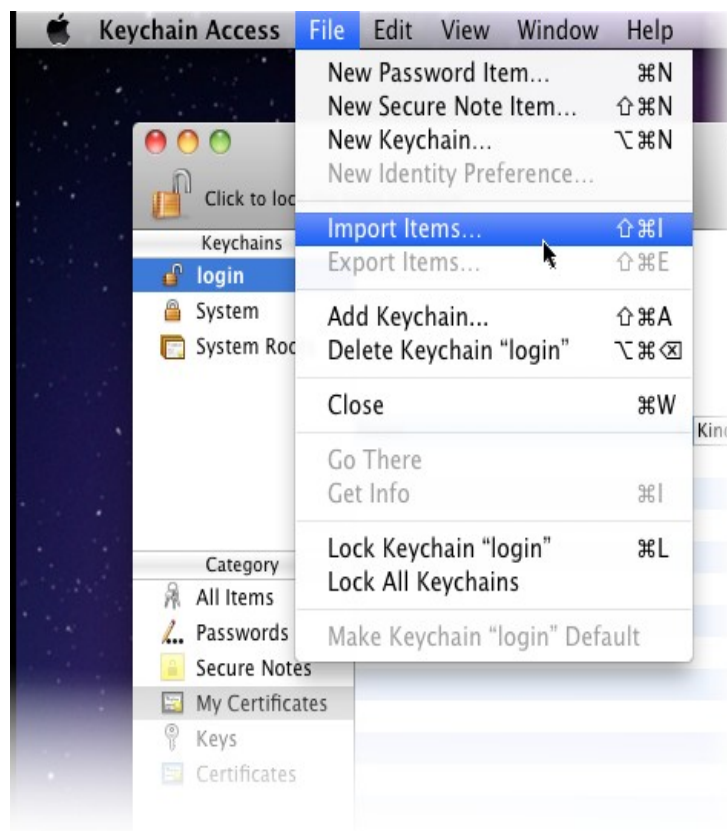 Keychain Access File Edit View Window Help
New Password Item... ⌘N
New Secure Note Item... ⇧⌘N
New Keychain... ⌥⌘N
New Identity Preference...
Click to loc
Import Items... ⇧⌘I
Keychains
Export Items... ⇧⌘E
login
System
Add Keychain... ⇧⌘A
System Roo
Delete Keychain “login” ⌥⌘⌫
Close ⌘W
Kin
Go There
Get Info ⌘I
Lock Keychain “login” ⌘L
Category
Lock All Keychains
All Items
Passwords
Make Keychain “login” Default
Secure Notes
My Certificates
Keys
Certificates